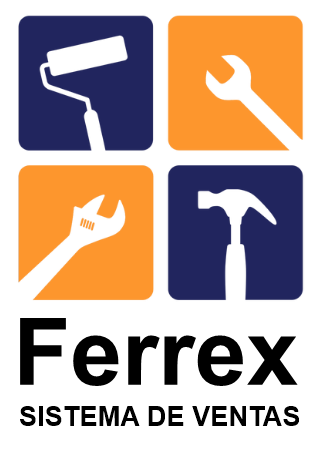 Ferrex
SISTEMA DE VENTAS